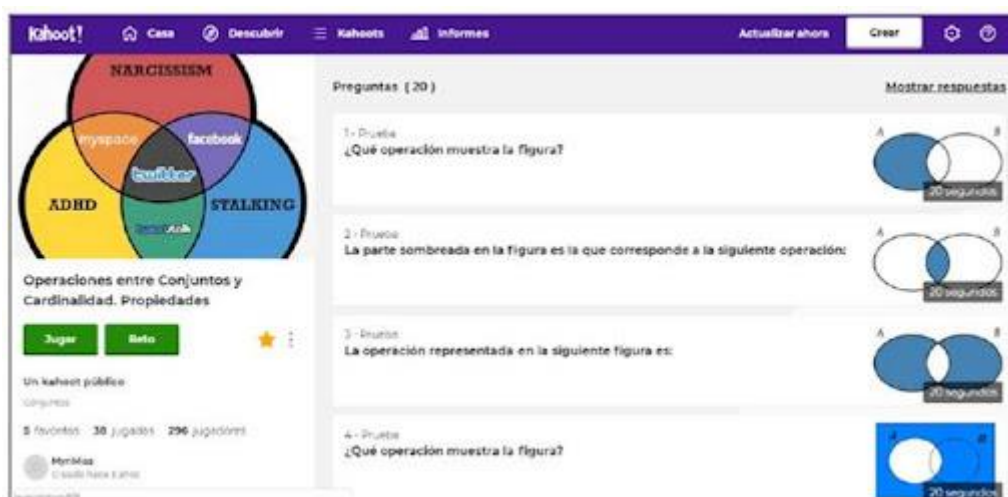 Kahoot!
Casa
Descubrir
Kahoots
Informes
Actualizar ahora
Crear
NARCISSISM
myspace
facebook
twitter
ADHD
STALKING
Operaciones entre Conjuntos y
Cardinalidad. Propiedades
Jugar
Reto
Un kahoot público
Conjuntos
5 favoritos 38 jugadas 296 jugadores
Preguntas (20)
Mostrar respuestas
1 - Prueba
¿Qué operación muestra la figura?
A
B
20 segundos
2 - Prueba
La parte sombreada en la figura es la que corresponde a la siguiente operación:
A
B
20 segundos
3 - Prueba
La operación representada en la siguiente figura es:
A
B
20 segundos
4 - Prueba
¿Qué operación muestra la figura?
A
B
20 segundos